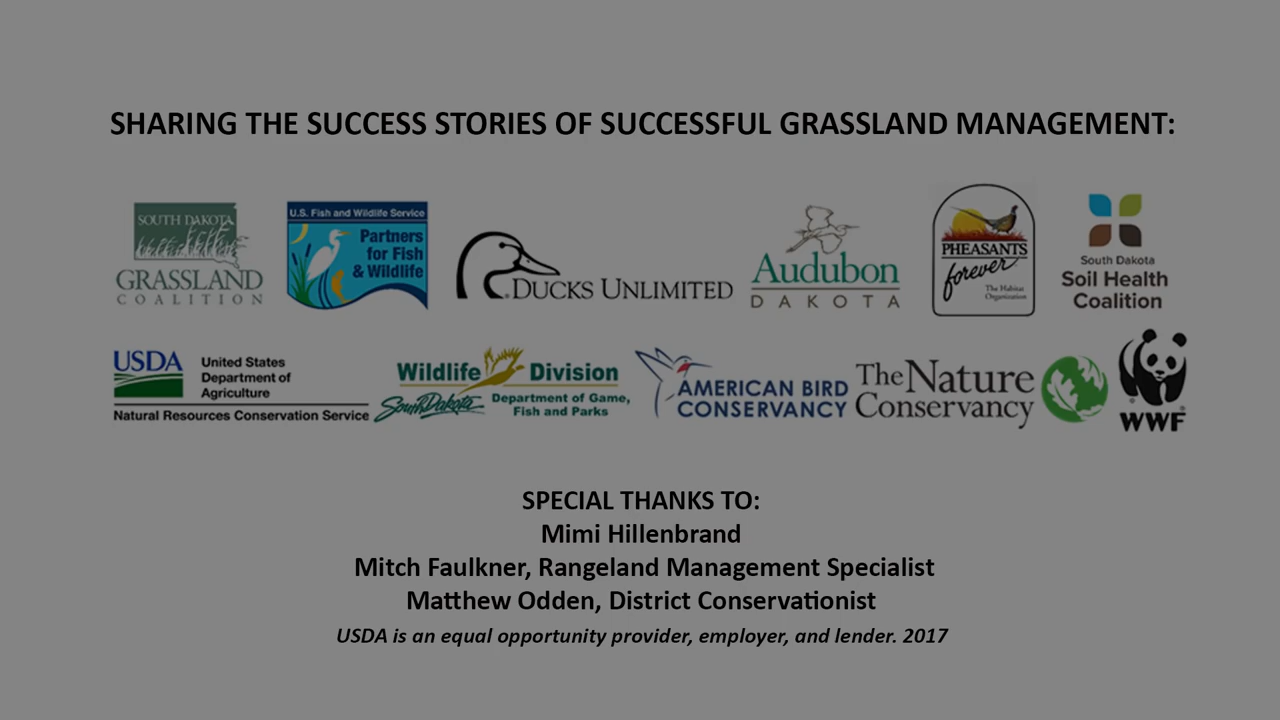 SHARING THE SUCCESS STORIES OF SUCCESSFUL GRASSLAND MANAGEMENT:
SOUTH DAKOTA
GRASSLAND
COALITION
U.S. Fish and Wildlife Service
Partners
for Fish
& Wildlife
®DUCKS UNLIMITED
Audubon
DAKOTA
PHEASANTS
forever
The Habitat
Organization
South Dakota
Soil Health
Coalition
USDA
United States
Department of
Agriculture
Natural Resources Conservation Service
Wildlife Division
South Dakota
Department of Game,
Fish and Parks
AMERICAN BIRD
CONSERVANCY
The Nature
Conservancy
WWF
SPECIAL THANKS TO:
Mimi Hillenbrand
Mitch Faulkner, Rangeland Management Specialist
Matthew Odden, District Conservationist
USDA is an equal opportunity provider, employer, and lender. 2017